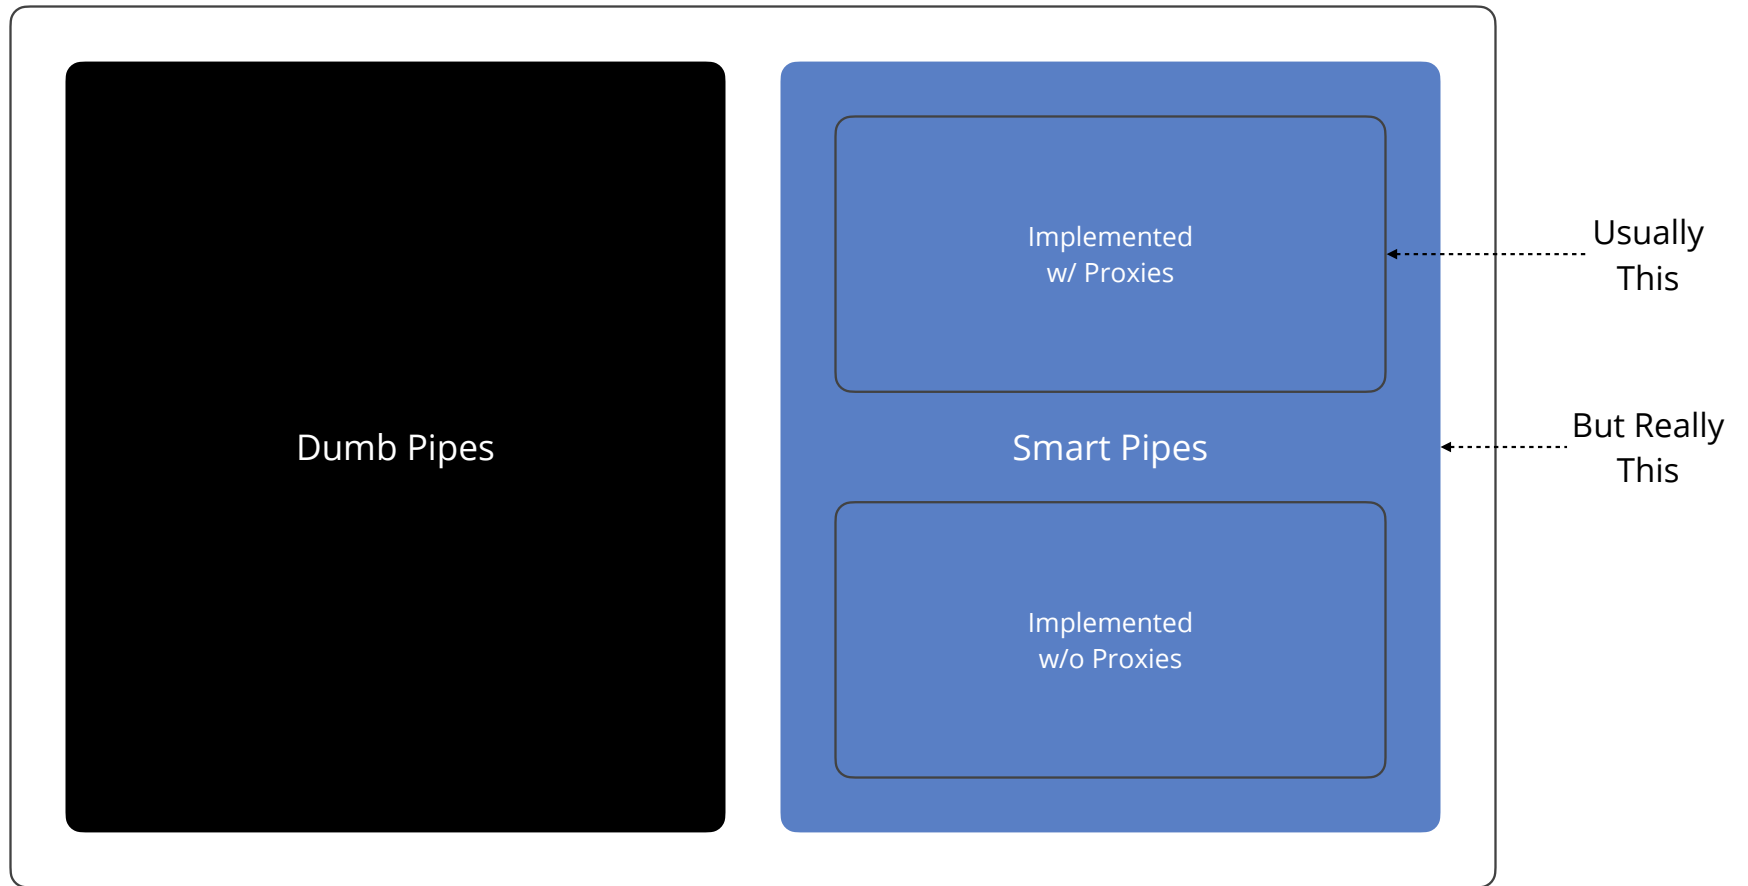 Dumb Pipes
Implemented
w/ Proxies
Smart Pipes
Implemented
w/o Proxies
Usually
This
But Really
This